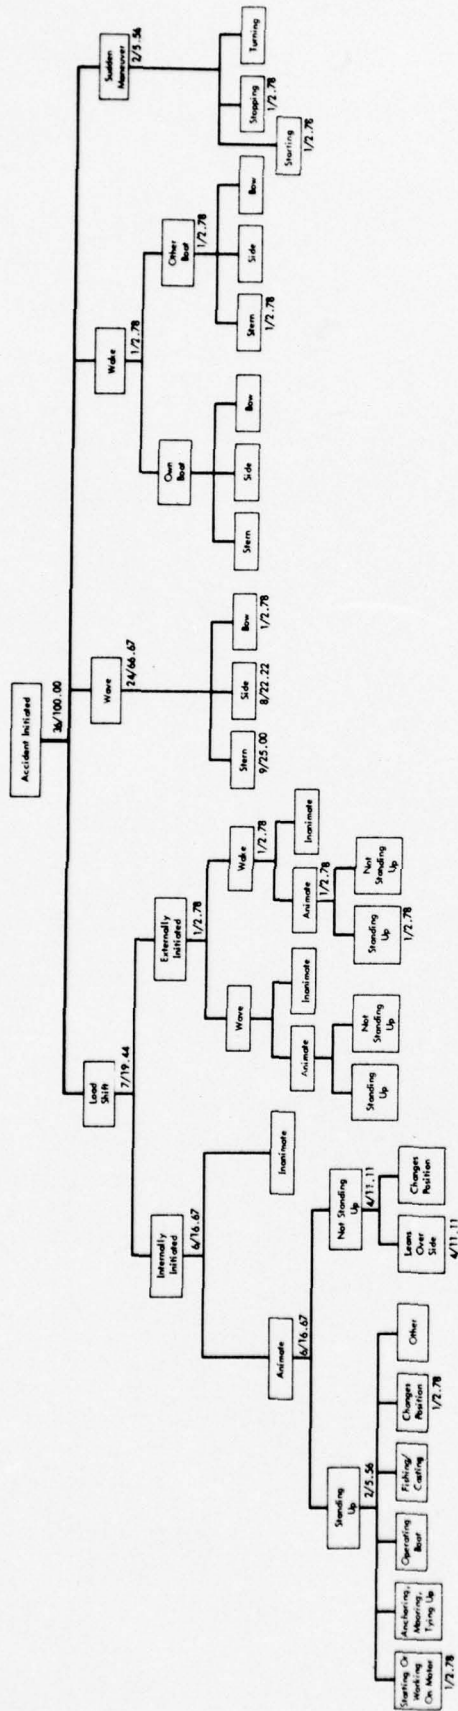 Accident Initiated
36/100.00
Load
Shift
7/19.44
Wave
24/66.67
Wake
1/2.78
Sudden
Maneuver
2/5.56
Internally
Initiated
6/16.67
Externally
Initiated
1/2.78
Stern
9/25.00
Side
8/22.22
Bow
1/2.78
Own
Boat
Other
Boat
1/2.78
Starting
1/2.78
Stopping
1/2.78
Turning
Stern
Side
Bow
Stern
1/2.78
Side
Bow
Animate
6/16.67
Inanimate
Wave
Wake
1/2.78
Animate
Inanimate
Animate
1/2.78
Inanimate
Standing
Up
Not
Standing
Up
Standing
Up
1/2.78
Not
Standing
Up
Standing
Up
2/5.56
Not Standing
Up
4/11.11
Starting Or
Working
On Motor
1/2.78
Anchoring,
Mooring,
Tying Up
Operating
Boat
Fishing/
Casting
Changes
Position
1/2.78
Other
Leans
Over
Side
4/11.11
Changes
Position